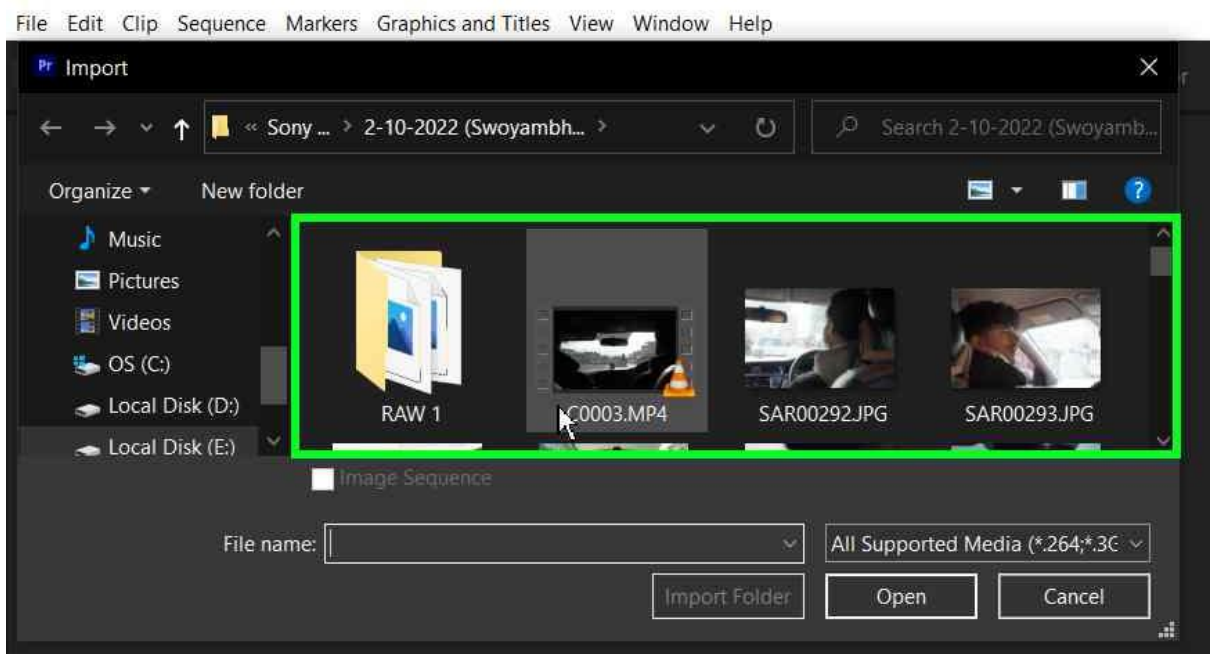 File Edit Clip Sequence Markers Graphics and Titles View Window Help
Pr Import
« Sony ... > 2-10-2022 (Swoyambh... >
Search 2-10-2022 (Swoyamb...
Organize New folder
Music
Pictures
Videos
OS (C:)
Local Disk (D:)
Local Disk (E:)
RAW 1 C0003.MP4 SAR00292.JPG SAR00293.JPG
Image Sequence
File name: All Supported Media (*.264;*.3G
Import Folder Open Cancel